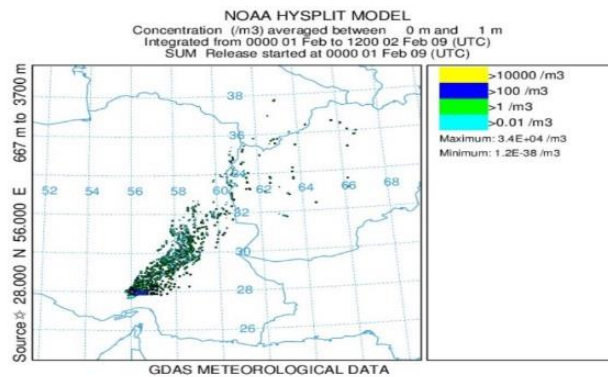 NOAA HYSPLIT MODEL
Concentration (/m3) averaged between 0 m and 1 m
Integrated from 0000 01 Feb to 1200 02 Feb 09 (UTC)
SUM Release started at 0000 01 Feb 09 (UTC)
Source☆ 28.000 N 56.000 E 667 m to 3700 m
38
36
34
52 54 56 58 60 62 64 66 68
32
30
28
26
>10000 /m3
>100 /m3
>1 /m3
>0.01 /m3
Maximum: 3.4E+04 /m3
Minimum: 1.2E-38 /m3
GDAS METEOROLOGICAL DATA